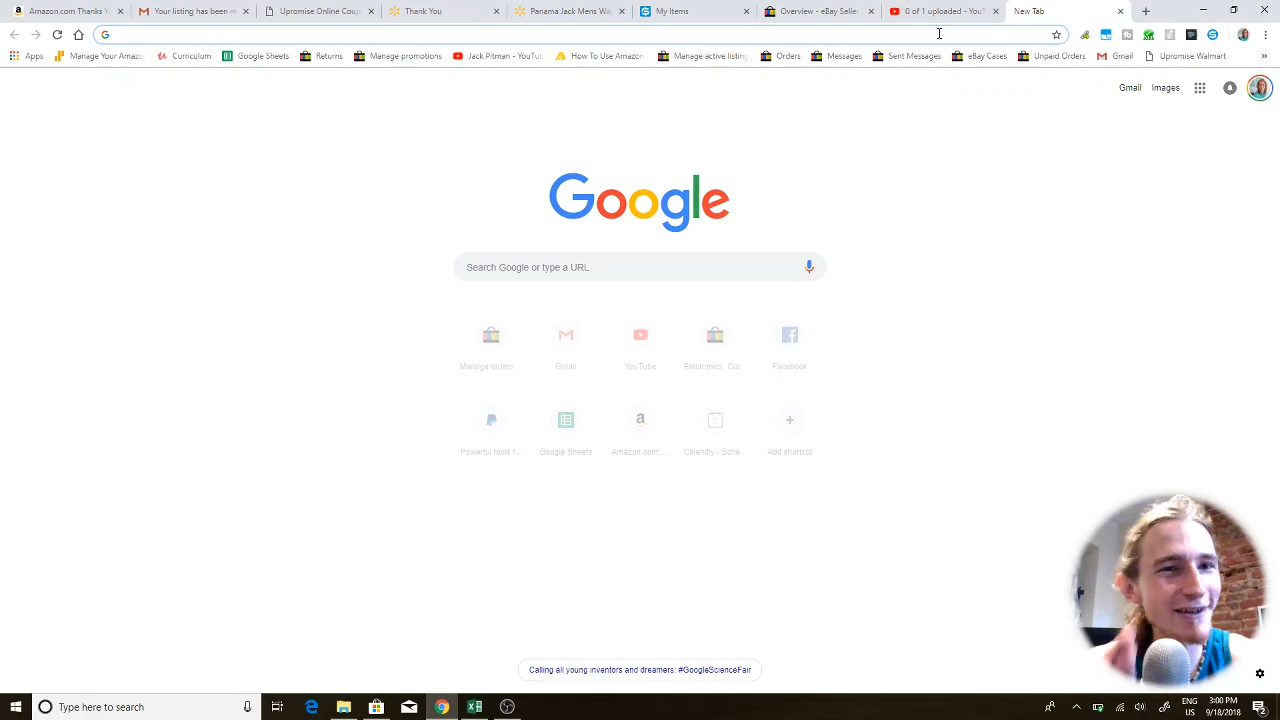 Amazon.com Thanks Y
Your listing has been m
Upromise Online Coup
Thank You
Panama Jack Mens Wa
My Items
Overview - eBay Seller
0 of 1 uploaded - YouT
New Tab
Apps
Manage Your Amazo
Curriculum
Google Sheets
Returns
Manage promotions
Jack Pitman - YouTub
How To Use Amazon
Manage active listing
Orders
Messages
Sent Messages
eBay Cases
Unpaid Orders
Gmail
Upromise Walmart
»
Gmail
Images
Google
Search Google or type a URL
Manage orders
Gmail
YouTube
Electronics, Car
Facebook
Powerful tools f...
Google Sheets
Amazon.com: ...
Calendly - Sche...
Add shortcut
Calling all young inventors and dreamers: #GoogleScienceFair
Type here to search
ENG
US
3:00 PM
9/18/2018